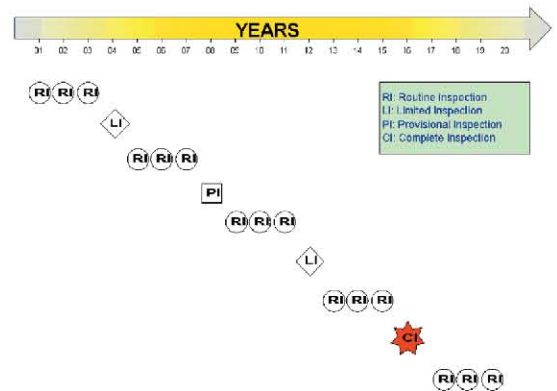 YEARS
01 02 03 04 05 06 07 08 09 10 11 12 13 14 15 16 17 18 19 20
RI RI RI
RI: Routine Inspection
LI: Limited Inspection
PI: Provisional Inspection
CI: Complete Inspection
LI
RI RI RI
PI
RI RI RI
LI
RI RI RI
CI
RI RI RI